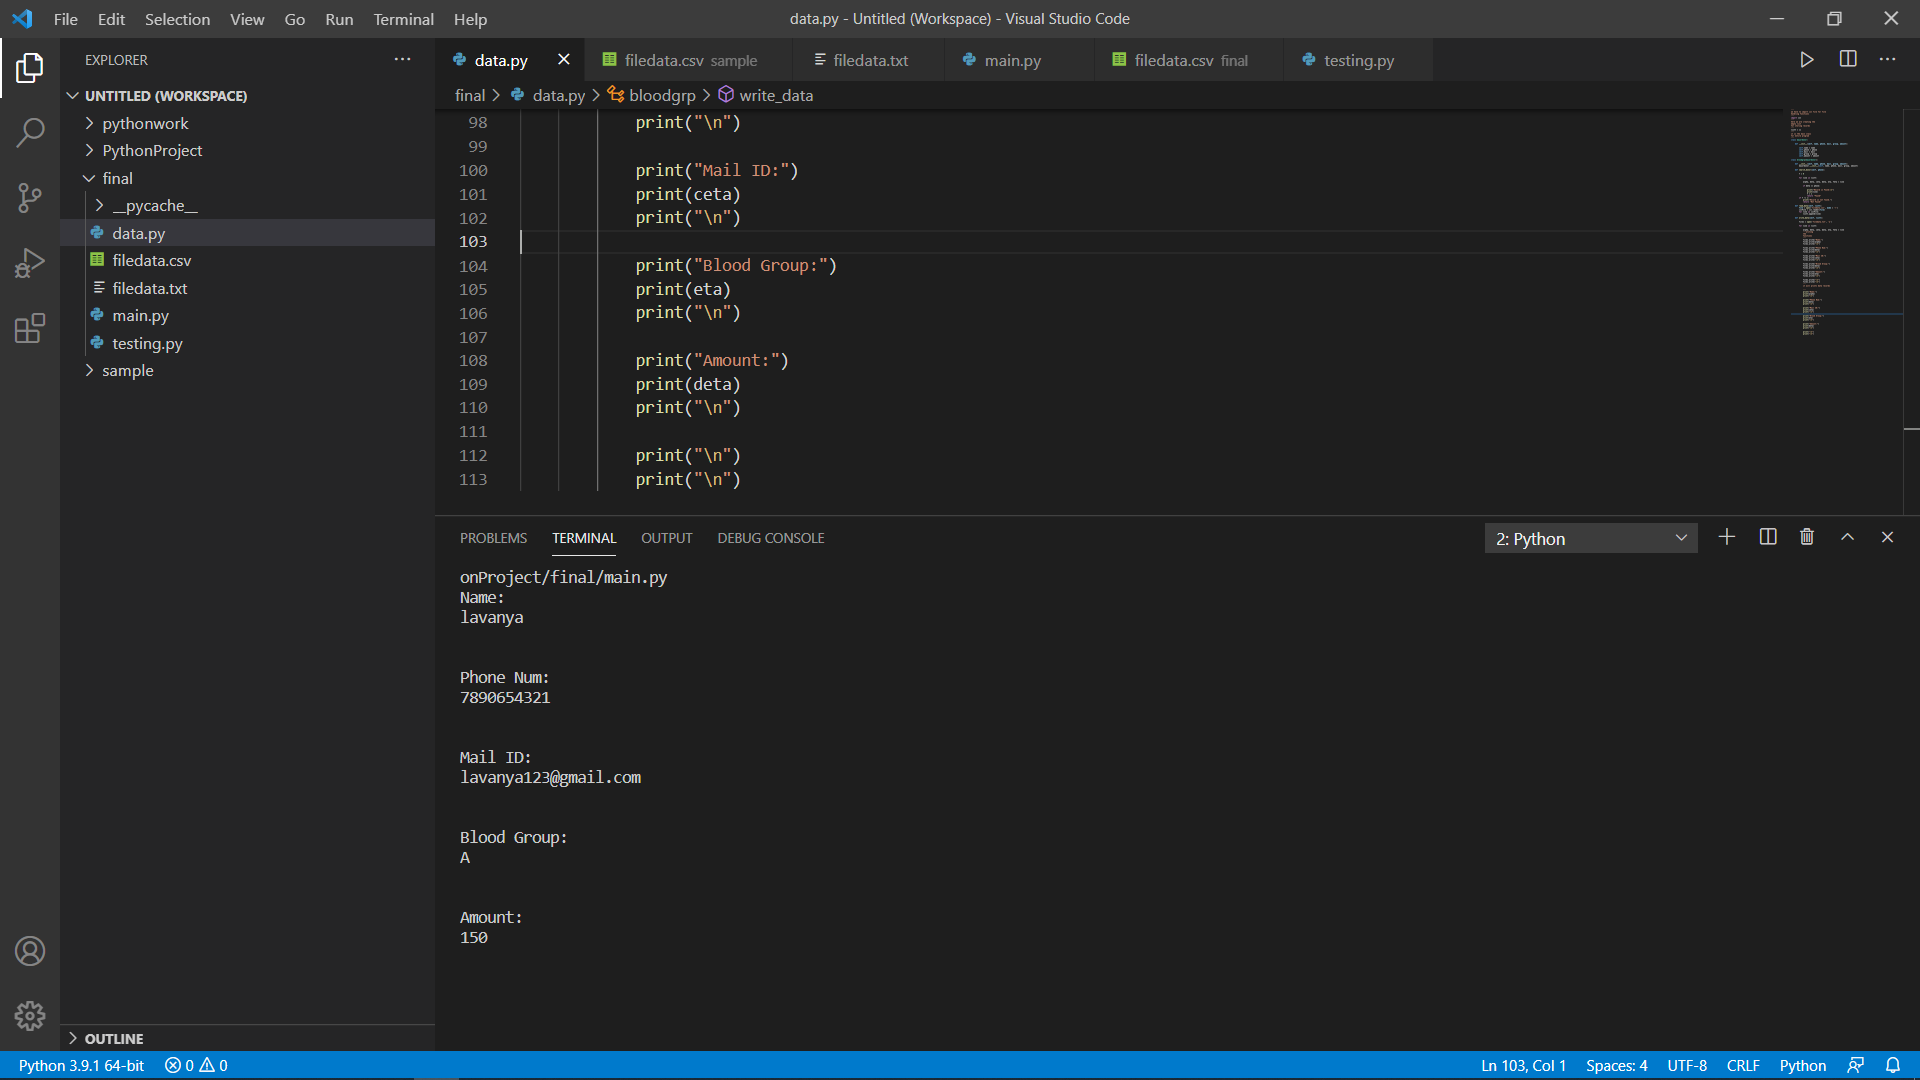 File Edit Selection View Go Run Terminal Help
data.py - Untitled (Workspace) - Visual Studio Code
EXPLORER
UNTITLED (WORKSPACE)
pythonwork
PythonProject
final
__pycache__
data.py
filedata.csv
filedata.txt
main.py
testing.py
sample
OUTLINE
data.py filedata.csv sample filedata.txt main.py filedata.csv final testing.py
final > data.py > bloodgrp > write_data
98 print("\n")
99
100 print("Mail ID:")
101 print(ceta)
102 print("\n")
103
104 print("Blood Group:")
105 print(eta)
106 print("\n")
107
108 print("Amount:")
109 print(deta)
110 print("\n")
111
112 print("\n")
113 print("\n")
PROBLEMS TERMINAL OUTPUT DEBUG CONSOLE
2: Python
onProject/final/main.py
Name:
lavanya
Phone Num:
7890654321
Mail ID:
lavanya123@gmail.com
Blood Group:
A
Amount:
150
Python 3.9.1 64-bit 0 0
Ln 103, Col 1 Spaces: 4 UTF-8 CRLF Python